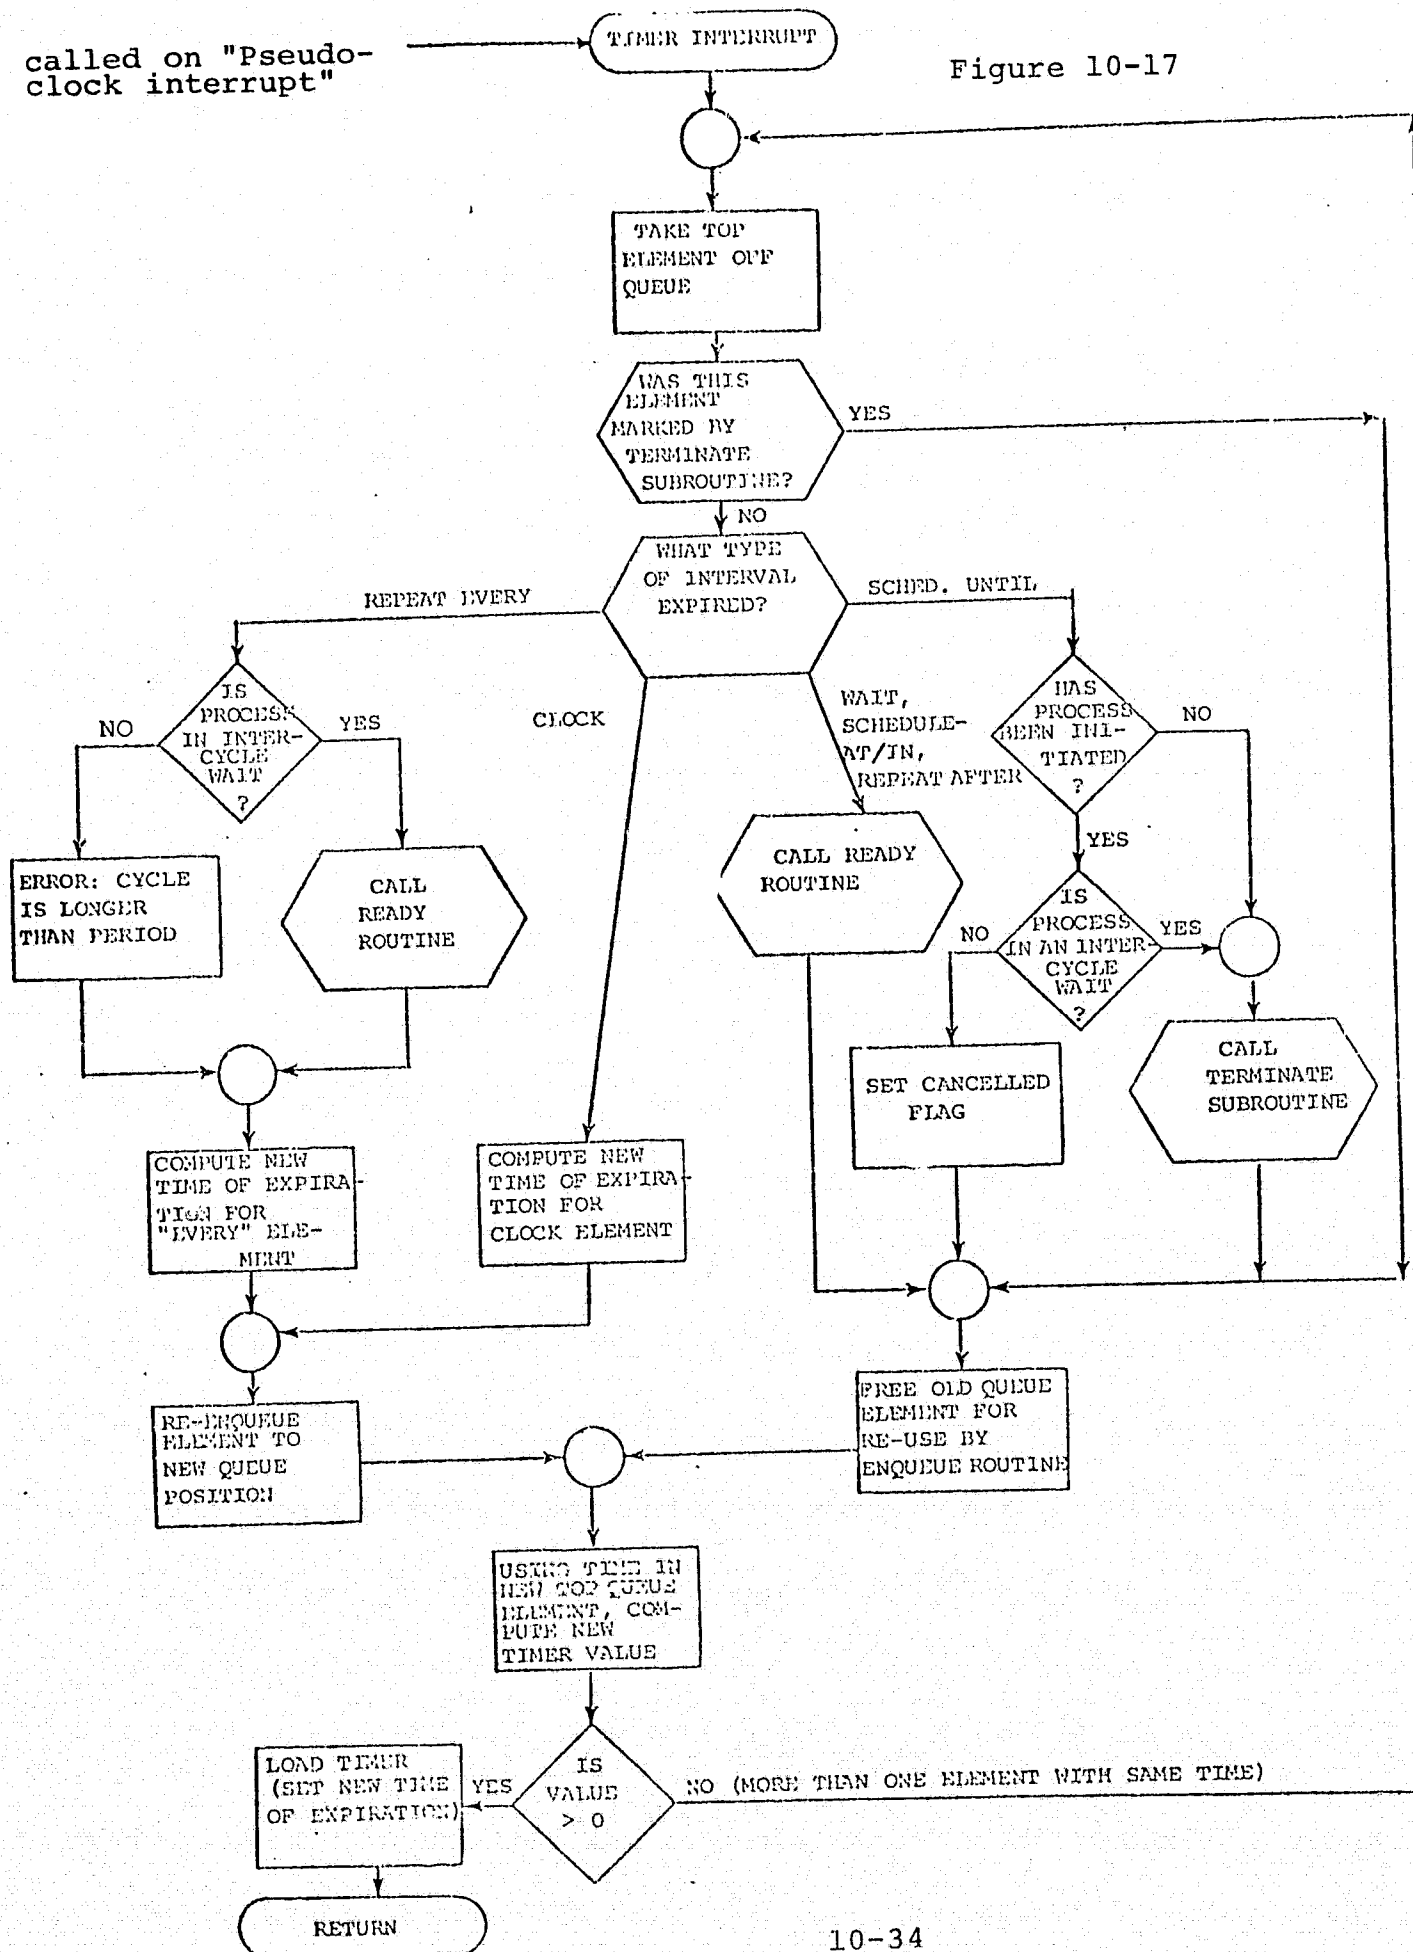 called on "Pseudo-
clock interrupt"
TIMER INTERRUPT
Figure 10-17
TAKE TOP
ELEMENT OFF
QUEUE
WAS THIS
ELEMENT
MARKED BY
TERMINATE
SUBROUTINE?
YES
NO
WHAT TYPE
OF INTERVAL
EXPIRED?
REPEAT EVERY
SCHED. UNTIL
CLOCK
WAIT,
SCHEDULE-
AT/IN,
REPEAT AFTER
IS
PROCESS
IN INTER-
CYCLE
WAIT
?
NO
YES
HAS
PROCESS
BEEN INI-
TIATED
?
NO
YES
ERROR: CYCLE
IS LONGER
THAN PERIOD
CALL
READY
ROUTINE
CALL READY
ROUTINE
IS
PROCESS
IN AN INTER-
CYCLE
WAIT
?
NO
YES
SET CANCELLED
FLAG
CALL
TERMINATE
SUBROUTINE
COMPUTE NEW
TIME OF EXPIRA-
TION FOR
"EVERY" ELE-
MENT
COMPUTE NEW
TIME OF EXPIRA-
TION FOR
CLOCK ELEMENT
RE-ENQUEUE
ELEMENT TO
NEW QUEUE
POSITION
FREE OLD QUEUE
ELEMENT FOR
RE-USE BY
ENQUEUE ROUTINE
USING TIME IN
NEW TOP QUEUE
ELEMENT, COM-
PUTE NEW
TIMER VALUE
IS
VALUE
> 0
YES
NO (MORE THAN ONE ELEMENT WITH SAME TIME)
LOAD TIMER
(SET NEW TIME
OF EXPIRATION)
RETURN
10-34